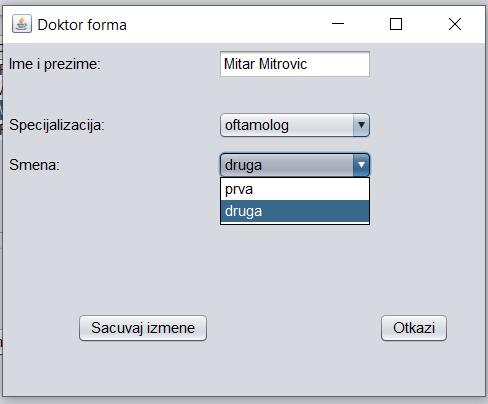 Doktor forma
Ime i prezime: Mitar Mitrovic
Specijalizacija: oftamolog
Smena: druga
prva
druga
Sacuvaj izmene Otkazi